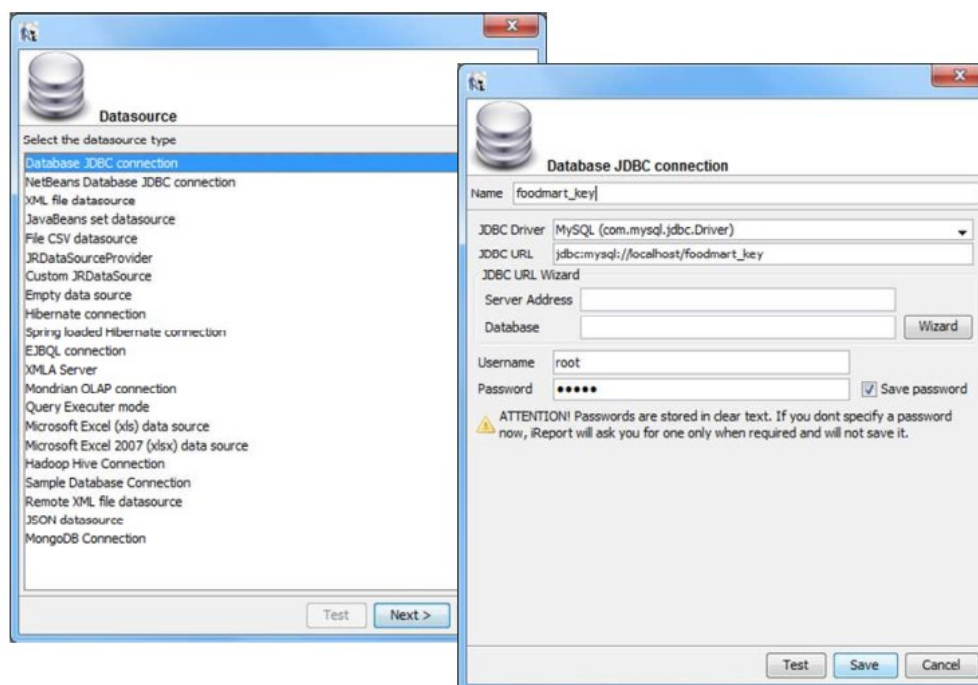 Datasource
Select the datasource type
Database JDBC connection
NetBeans Database JDBC connection
XML file datasource
JavaBeans set datasource
File CSV datasource
JRDataSourceProvider
Custom JRDataSource
Empty data source
Hibernate connection
Spring loaded Hibernate connection
EJBQL connection
XMLA Server
Mondrian OLAP connection
Query Executer mode
Microsoft Excel (xls) data source
Microsoft Excel 2007 (xlsx) data source
Hadoop Hive Connection
Sample Database Connection
Remote XML file datasource
JSON datasource
MongoDB Connection
Test
Next >
Database JDBC connection
Name foodmart_key
JDBC Driver MySQL (com.mysql.jdbc.Driver)
JDBC URL jdbc:mysql://localhost/foodmart_key
JDBC URL Wizard
Server Address
Database Wizard
Username root
Password ••••• Save password
ATTENTION! Passwords are stored in clear text. If you dont specify a password
now, iReport will ask you for one only when required and will not save it.
Test Save Cancel